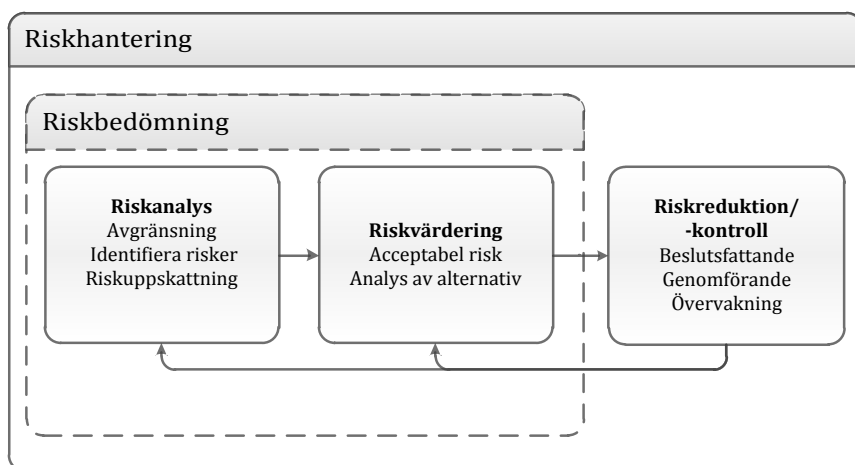 Riskhantering
Riskbedömning
Riskanalys
Avgränsning
Identifiera risker
Riskuppskattning
Riskvärdering
Acceptabel risk
Analys av alternativ
Riskreduktion/
-kontroll
Beslutsfattande
Genomförande
Övervakning